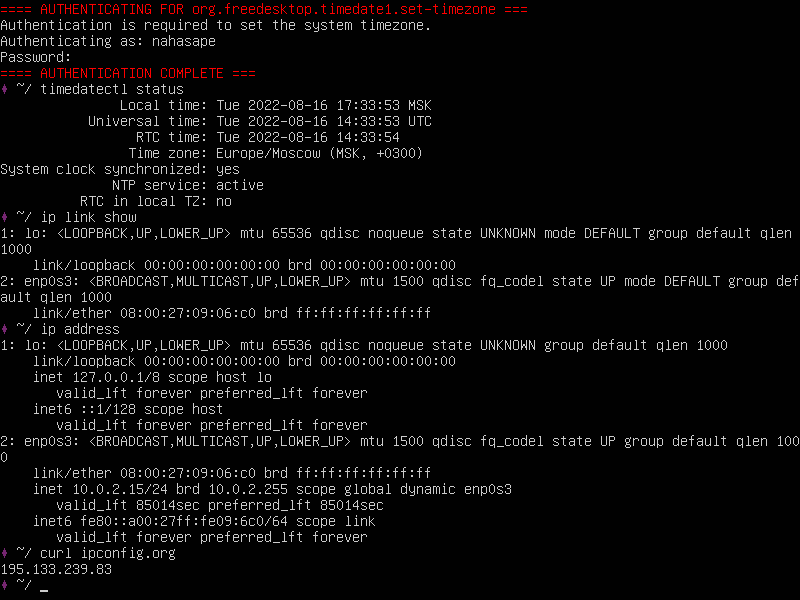 ==== AUTHENTICATING FOR org.freedesktop.timedate1.set-timezone ===
Authentication is required to set the system timezone.
Authenticating as: nahasape
Password:
==== AUTHENTICATION COMPLETE ===
♦ ~/ timedatectl status
Local time: Tue 2022-08-16 17:33:53 MSK
Universal time: Tue 2022-08-16 14:33:53 UTC
RTC time: Tue 2022-08-16 14:33:54
Time zone: Europe/Moscow (MSK, +0300)
System clock synchronized: yes
NTP service: active
RTC in local TZ: no
♦ ~/ ip link show
1: lo: <LOOPBACK,UP,LOWER_UP> mtu 65536 qdisc noqueue state UNKNOWN mode DEFAULT group default qlen
1000
link/loopback 00:00:00:00:00:00 brd 00:00:00:00:00:00
2: enp0s3: <BROADCAST,MULTICAST,UP,LOWER_UP> mtu 1500 qdisc fq_codel state UP mode DEFAULT group def
ault qlen 1000
link/ether 08:00:27:09:06:c0 brd ff:ff:ff:ff:ff:ff
♦ ~/ ip address
1: lo: <LOOPBACK,UP,LOWER_UP> mtu 65536 qdisc noqueue state UNKNOWN group default qlen 1000
link/loopback 00:00:00:00:00:00 brd 00:00:00:00:00:00
inet 127.0.0.1/8 scope host lo
valid_lft forever preferred_lft forever
inet6 ::1/128 scope host
valid_lft forever preferred_lft forever
2: enp0s3: <BROADCAST,MULTICAST,UP,LOWER_UP> mtu 1500 qdisc fq_codel state UP group default qlen 100
0
link/ether 08:00:27:09:06:c0 brd ff:ff:ff:ff:ff:ff
inet 10.0.2.15/24 brd 10.0.2.255 scope global dynamic enp0s3
valid_lft 85014sec preferred_lft 85014sec
inet6 fe80::a00:27ff:fe09:6c0/64 scope link
valid_lft forever preferred_lft forever
♦ ~/ curl ipconfig.org
195.133.239.83
♦ ~/ _